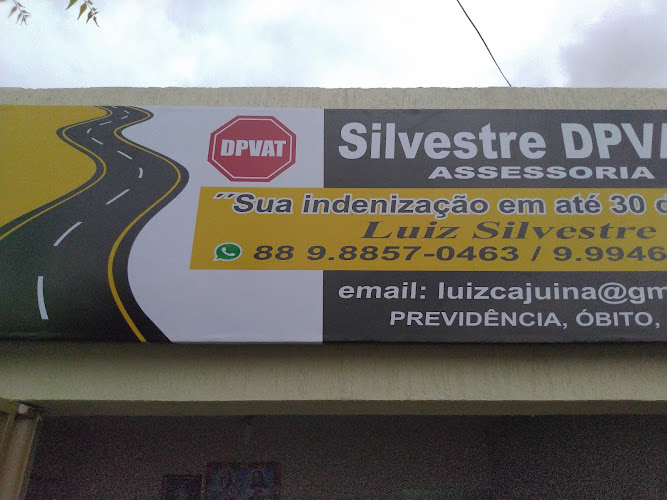 DPVAT
Silvestre DPV
ASSESSORIA
"Sua indenização em até 30 d
Luiz Silvestre
88 9.8857-0463 / 9.9946
email: luizcajuina@gm
PREVIDÊNCIA, ÓBITO,